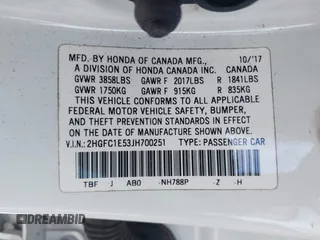 MFD. BY HONDA OF CANADA MFG., 10/'17
A DIVISION OF HONDA CANADA INC. CANADA
GVWR 3858LBS GAWR F 2017LBS R 1841LBS
GVWR 1750KG GAWR F 915KG R 835KG
THIS VEHICLE CONFORMS TO ALL APPLICABLE
FEDERAL MOTOR VEHICLE SAFETY, BUMPER,
AND THEFT PREVENTION STANDARDS IN EFFECT
ON THE DATE OF MANUFACTURE SHOWN ABOVE.
V.I.N.: 2HGFC1E53JH700251 TYPE: PASSENGER CAR
TBF J AB0 NH788P -Z -H
DREAMBID